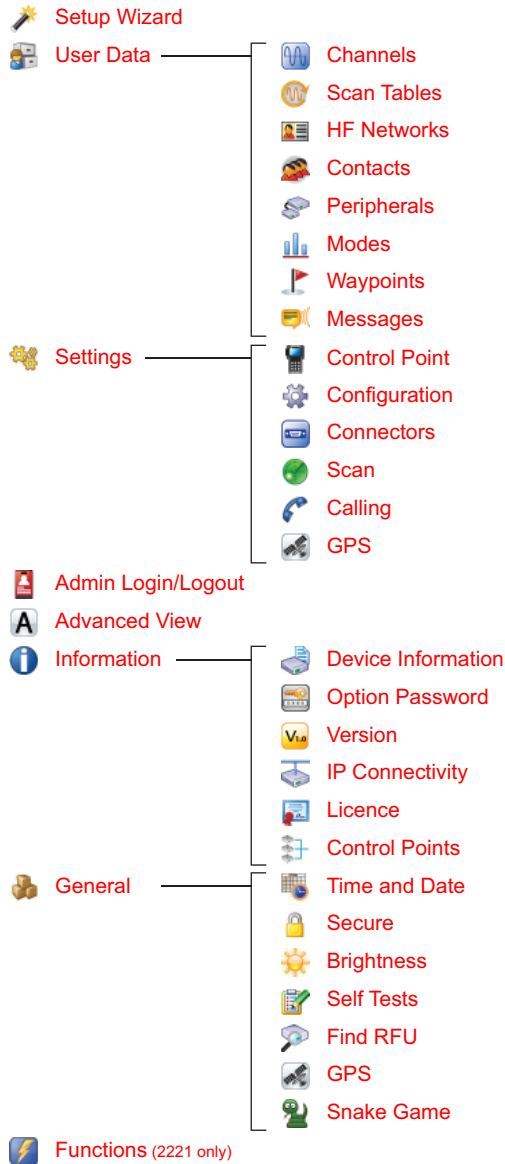 Setup Wizard
User Data
Channels
Scan Tables
HF Networks
Contacts
Peripherals
Modes
Waypoints
Messages
Settings
Control Point
Configuration
Connectors
Scan
Calling
GPS
Admin Login/Logout
A Advanced View
Information
Device Information
Option Password
V1.0 Version
IP Connectivity
Licence
Control Points
General
Time and Date
Secure
Brightness
Self Tests
Find RFU
GPS
Snake Game
Functions (2221 only)